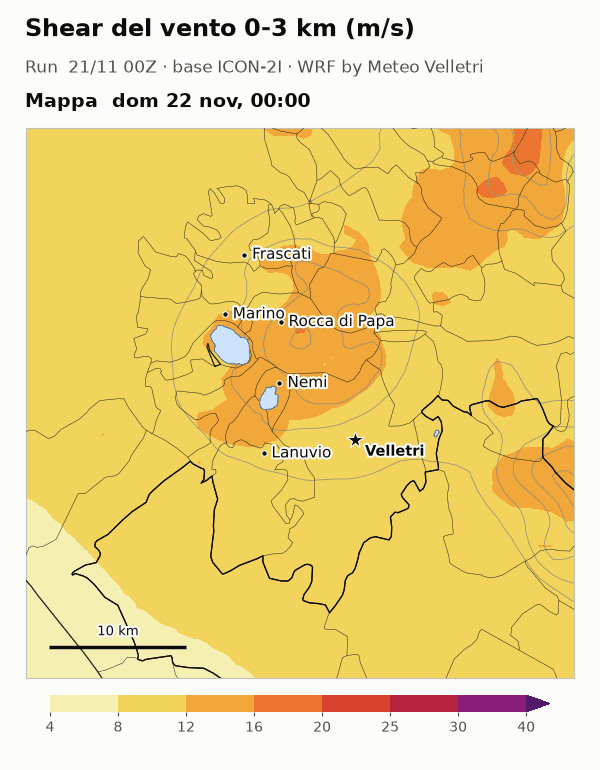 Shear del vento 0-3 km (m/s)
Run 21/11 00Z · base ICON-2I · WRF by Meteo Velletri
Mappa dom 22 nov, 00:00
Frascati
Marino
Rocca di Papa
Nemi
Velletri
Lanuvio
10 km
4 8 12 16 20 25 30 40